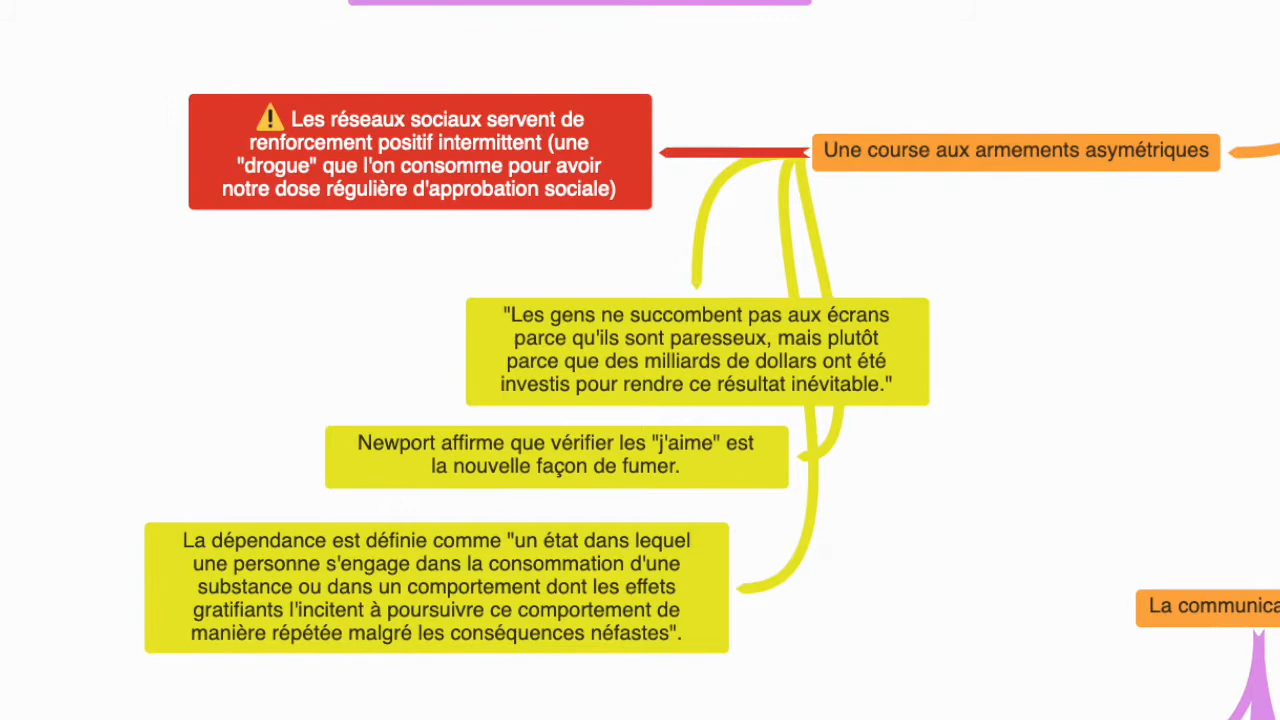 ⚠️ Les réseaux sociaux servent de
renforcement positif intermittent (une
"drogue" que l'on consomme pour avoir
notre dose régulière d'approbation sociale)
Une course aux armements asymétriques
"Les gens ne succombent pas aux écrans
parce qu'ils sont paresseux, mais plutôt
parce que des milliards de dollars ont été
investis pour rendre ce résultat inévitable."
Newport affirme que vérifier les "j'aime" est
la nouvelle façon de fumer.
La dépendance est définie comme "un état dans lequel
une personne s'engage dans la consommation d'une
substance ou dans un comportement dont les effets
gratifiants l'incitent à poursuivre ce comportement de
manière répétée malgré les conséquences néfastes".
La communica